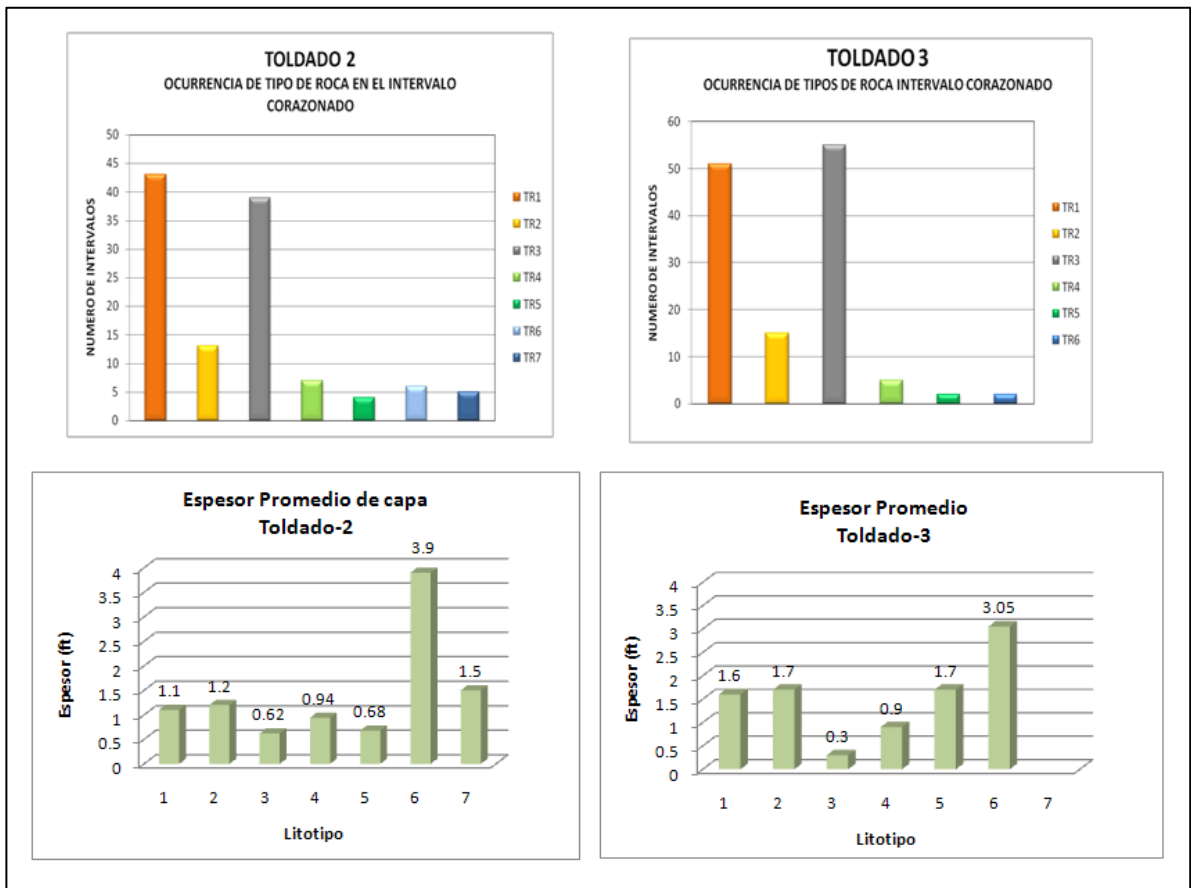 TOLDADO 2
OCURRENCIA DE TIPO DE ROCA EN EL INTERVALO
CORAZONADO
NUMERO DE INTERVALOS
50
45
40
35
30
25
20
15
10
5
0
TR1
TR2
TR3
TR4
TR5
TR6
TR7
TOLDADO 3
OCURRENCIA DE TIPOS DE ROCA INTERVALO CORAZONADO
NUMERO DE INTERVALOS
60
50
40
30
20
10
0
TR1
TR2
TR3
TR4
TR5
TR6
Espesor Promedio de capa
Toldado-2
Espesor (ft)
4
3.5
3
2.5
2
1.5
1
0.5
0
1.1
1.2
0.62
0.94
0.68
3.9
1.5
1 2 3 4 5 6 7
Litotipo
Espesor Promedio
Toldado-3
Espesor (ft)
4
3.5
3
2.5
2
1.5
1
0.5
0
1.6
1.7
0.3
0.9
1.7
3.05
1 2 3 4 5 6 7
Litotipo